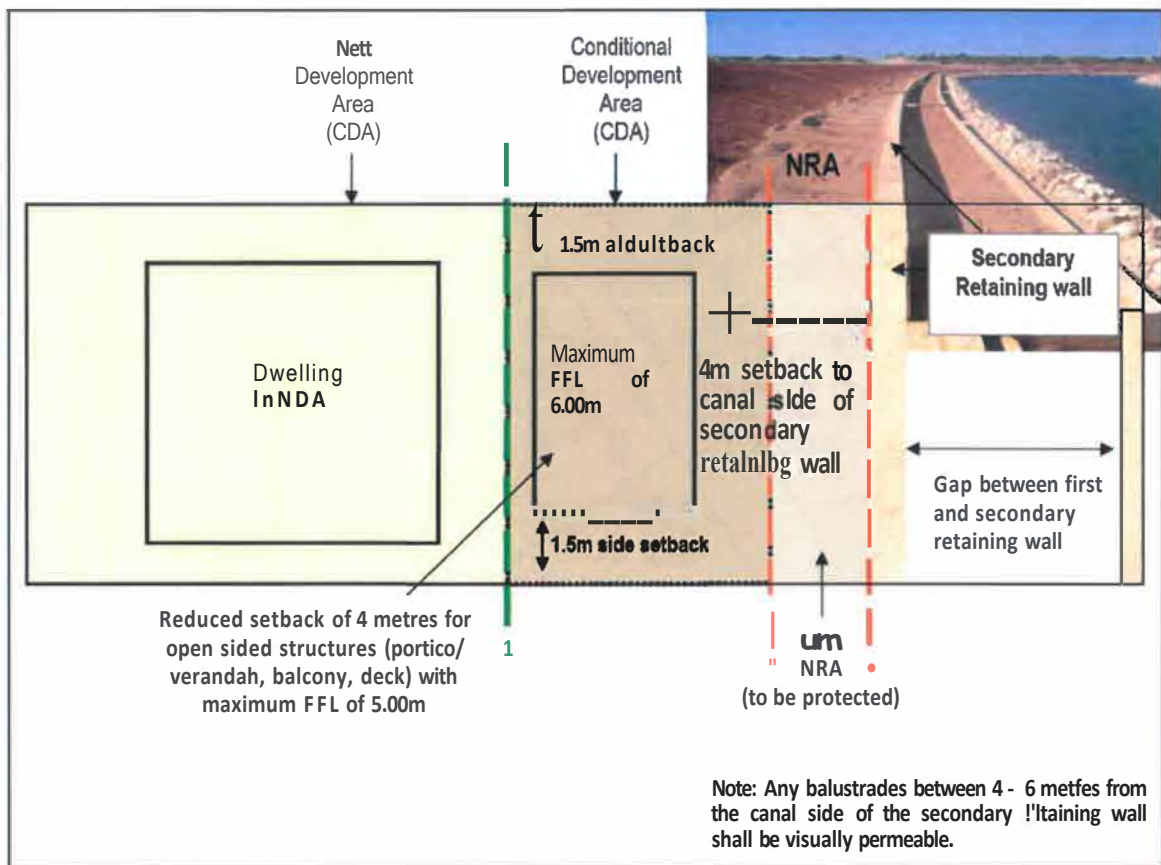 Nett
Development
Area
(CDA)
Conditional
Development
Area
(CDA)
NRA
t 1.5m aldultback
Secondary
Retaining wall
Dwelling
lnNDA
Maximum
FFL of
6.00m
4m setback to
canal sIde of
secondary
retaInlbg wall
1.5m side setback
Gap between first
and secondary
retaining wall
Reduced setback of 4 metres for
open sided structures (portico/
verandah, balcony, deck) with
maximum FFL of 5.00m
1
um
NRA
(to be protected)
Note: Any balustrades between 4 - 6 metfes from
the canal side of the secondary !'ltaining wall
shall be visually permeable.